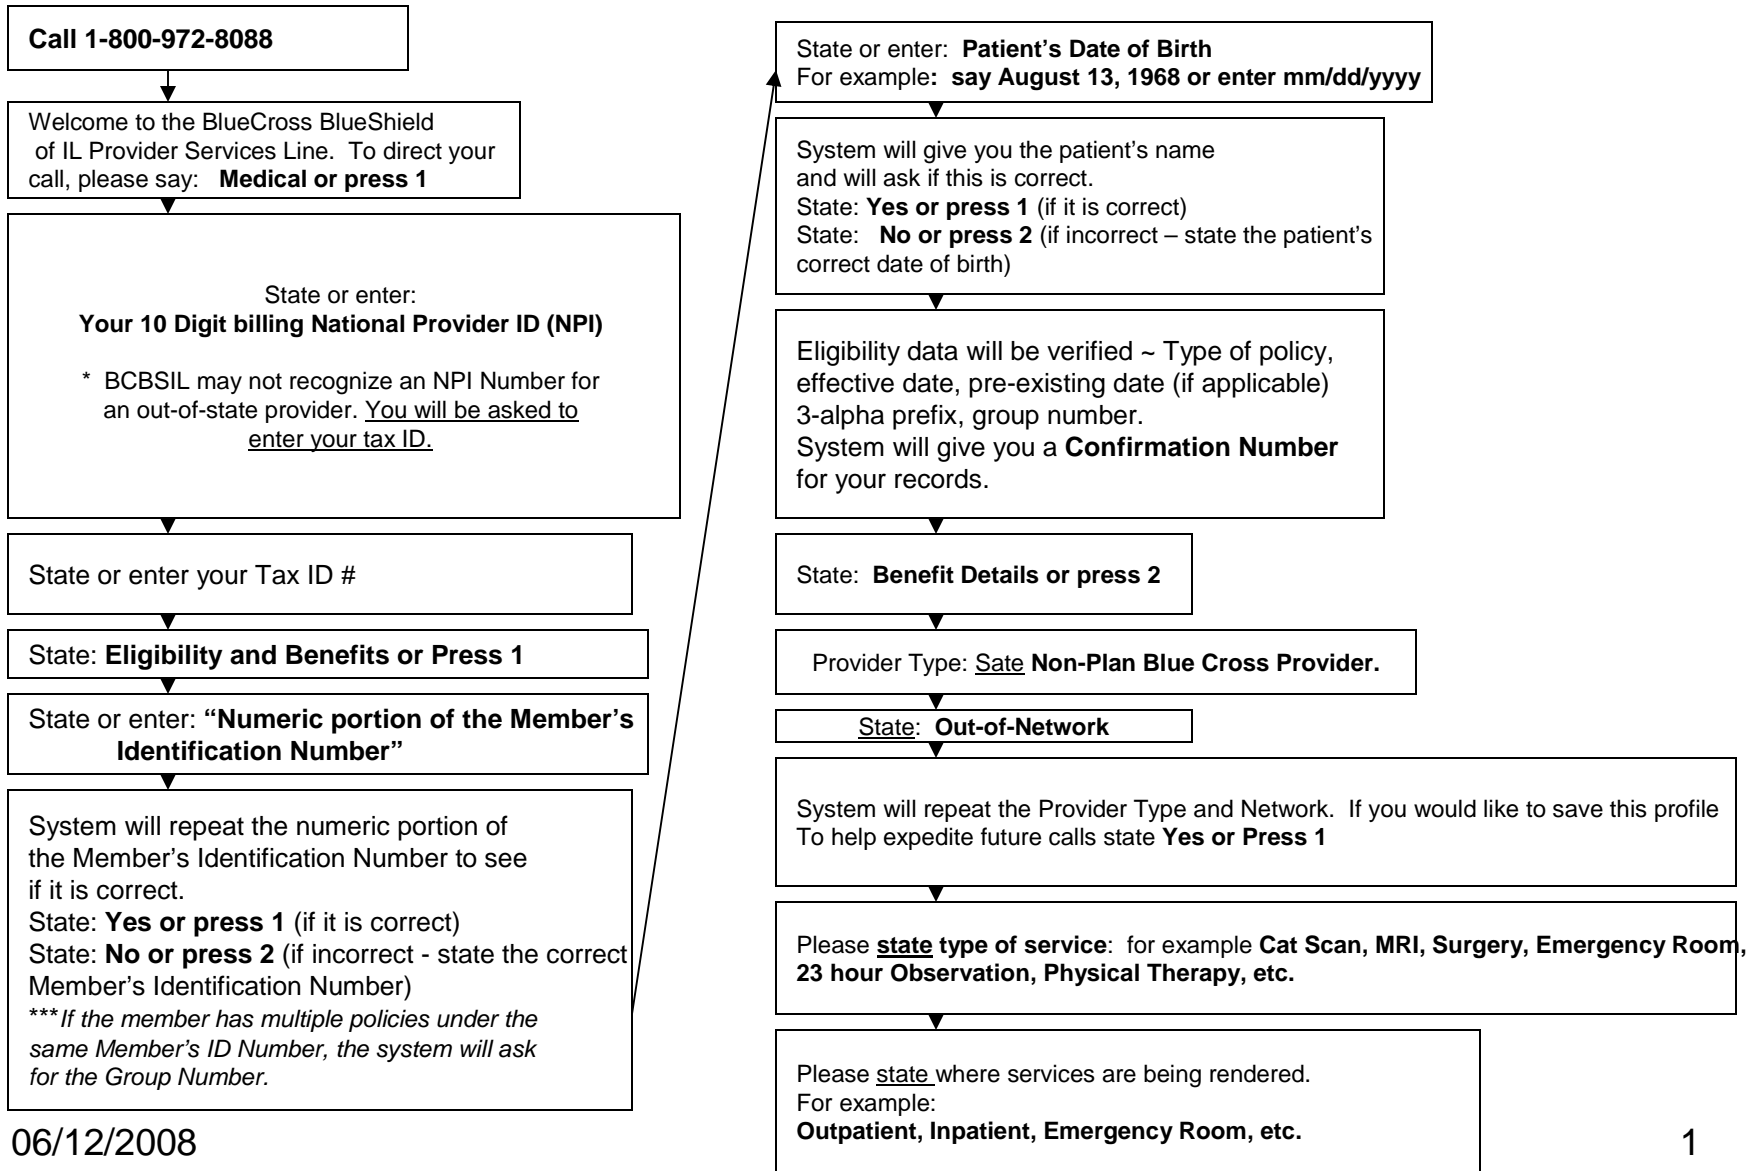 Call 1-800-972-8088
Welcome to the BlueCross BlueShield
of IL Provider Services Line. To direct your
call, please say: Medical or press 1
State or enter:
Your 10 Digit billing National Provider ID (NPI)
* BCBSIL may not recognize an NPI Number for
an out-of-state provider. You will be asked to
enter your tax ID.
State or enter your Tax ID #
State: Eligibility and Benefits or Press 1
State or enter: “Numeric portion of the Member’s
Identification Number”
System will repeat the numeric portion of
the Member’s Identification Number to see
if it is correct.
State: Yes or press 1 (if it is correct)
State: No or press 2 (if incorrect - state the correct
Member’s Identification Number)
***If the member has multiple policies under the
same Member’s ID Number, the system will ask
for the Group Number.
State or enter: Patient’s Date of Birth
For example: say August 13, 1968 or enter mm/dd/yyyy
System will give you the patient’s name
and will ask if this is correct.
State: Yes or press 1 (if it is correct)
State: No or press 2 (if incorrect – state the patient’s
correct date of birth)
Eligibility data will be verified ~ Type of policy,
effective date, pre-existing date (if applicable)
3-alpha prefix, group number.
System will give you a Confirmation Number
for your records.
State: Benefit Details or press 2
Provider Type: Sate Non-Plan Blue Cross Provider.
State: Out-of-Network
System will repeat the Provider Type and Network. If you would like to save this profile
To help expedite future calls state Yes or Press 1
Please state type of service: for example Cat Scan, MRI, Surgery, Emergency Room,
23 hour Observation, Physical Therapy, etc.
Please state where services are being rendered.
For example:
Outpatient, Inpatient, Emergency Room, etc.
06/12/2008
1